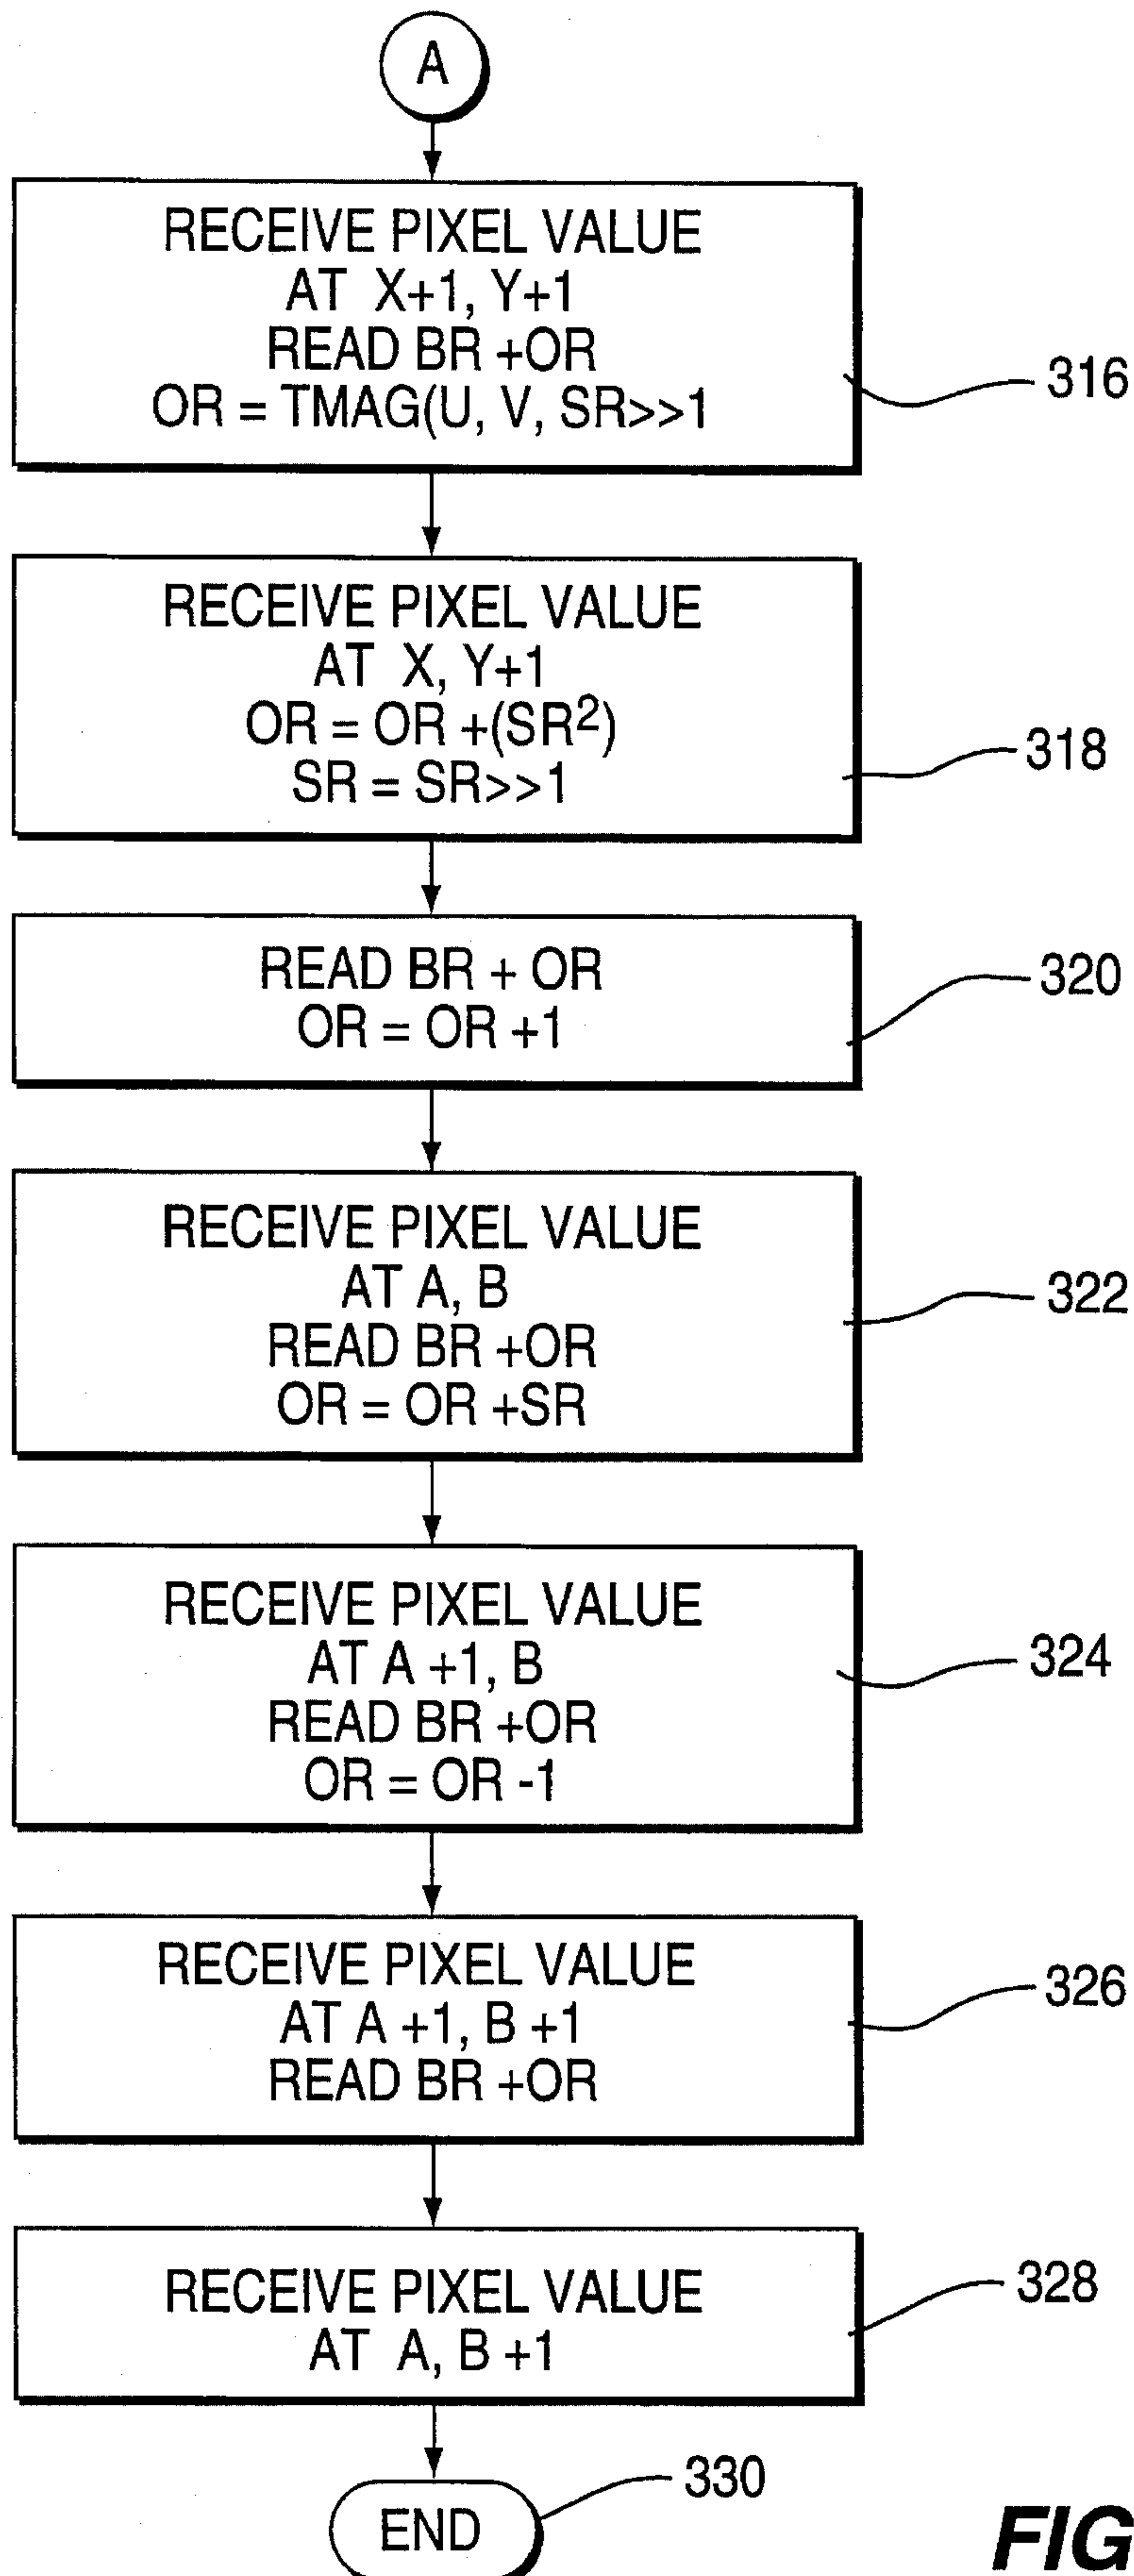 A
RECEIVE PIXEL VALUE
AT X+1, Y+1
READ BR +OR
OR = TMAG(U, V, SR>>1
316
RECEIVE PIXEL VALUE
AT X, Y+1
OR = OR +(SR²)
SR = SR>>1
318
READ BR + OR
OR = OR +1
320
RECEIVE PIXEL VALUE
AT A, B
READ BR +OR
OR = OR +SR
322
RECEIVE PIXEL VALUE
AT A +1, B
READ BR +OR
OR = OR -1
324
RECEIVE PIXEL VALUE
AT A +1, B +1
READ BR +OR
326
RECEIVE PIXEL VALUE
AT A, B +1
328
END
330
FIG